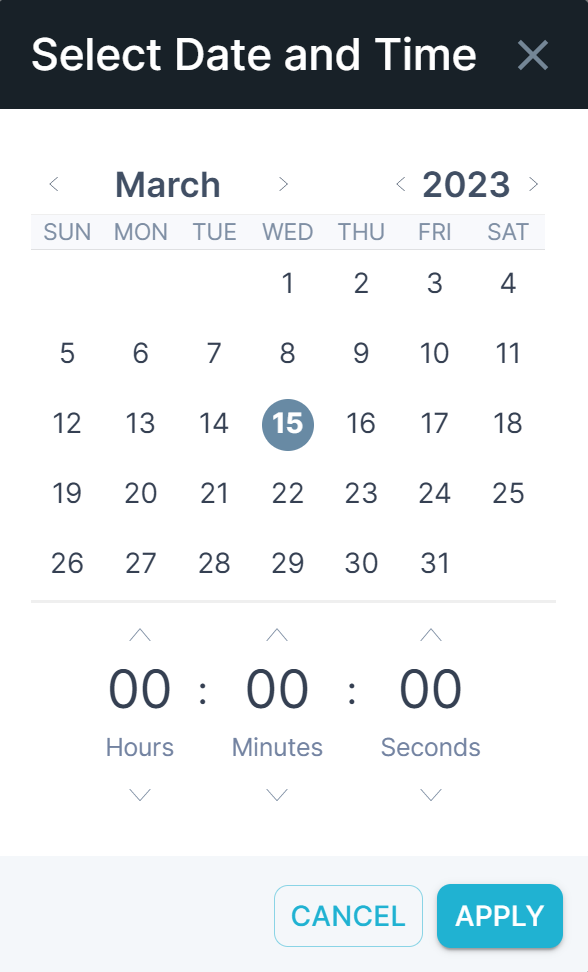 Select Date and Time
March 2023
SUN MON TUE WED THU FRI SAT
1 2 3 4
5 6 7 8 9 10 11
12 13 14 15 16 17 18
19 20 21 22 23 24 25
26 27 28 29 30 31
00 : 00 : 00
Hours Minutes Seconds
CANCEL APPLY